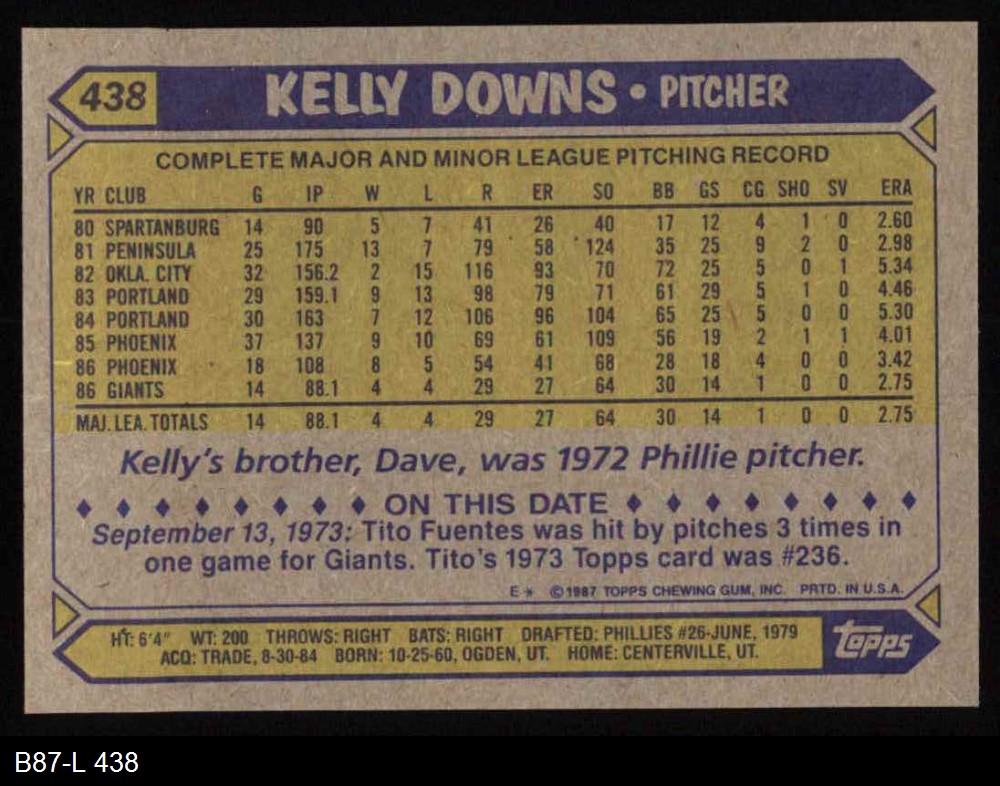 438 KELLY DOWNS • PITCHER
COMPLETE MAJOR AND MINOR LEAGUE PITCHING RECORD
YR CLUB G IP W L R ER SO BB GS CG SHO SV ERA
80 SPARTANBURG 14 90 5 7 41 26 40 17 12 4 1 0 2.60
81 PENINSULA 25 175 13 7 79 58 124 35 25 9 2 0 2.98
82 OKLA. CITY 32 156.2 2 15 116 93 70 72 25 5 0 1 5.34
83 PORTLAND 29 159.1 9 13 98 79 71 61 29 5 1 0 4.46
84 PORTLAND 30 163 7 12 106 96 104 65 25 5 0 0 5.30
85 PHOENIX 37 137 9 10 69 61 109 56 19 2 1 1 4.01
86 PHOENIX 18 108 8 5 54 41 68 28 18 4 0 0 3.42
86 GIANTS 14 88.1 4 4 29 27 64 30 14 1 0 0 2.75
MAJ. LEA. TOTALS 14 88.1 4 4 29 27 64 30 14 1 0 0 2.75
Kelly's brother, Dave, was 1972 Phillie pitcher.
♦ ♦ ♦ ♦ ♦ ♦ ♦ ♦ ON THIS DATE ♦ ♦ ♦ ♦ ♦ ♦ ♦ ♦
September 13, 1973: Tito Fuentes was hit by pitches 3 times in
one game for Giants. Tito's 1973 Topps card was #236.
E* ©1987 TOPPS CHEWING GUM, INC. PRTD. IN U.S.A.
HT: 6'4" WT: 200 THROWS: RIGHT BATS: RIGHT DRAFTED: PHILLIES #26-JUNE, 1979
ACQ: TRADE, 8-30-84 BORN: 10-25-60, OGDEN, UT. HOME: CENTERVILLE, UT.
Topps
B87-L 438